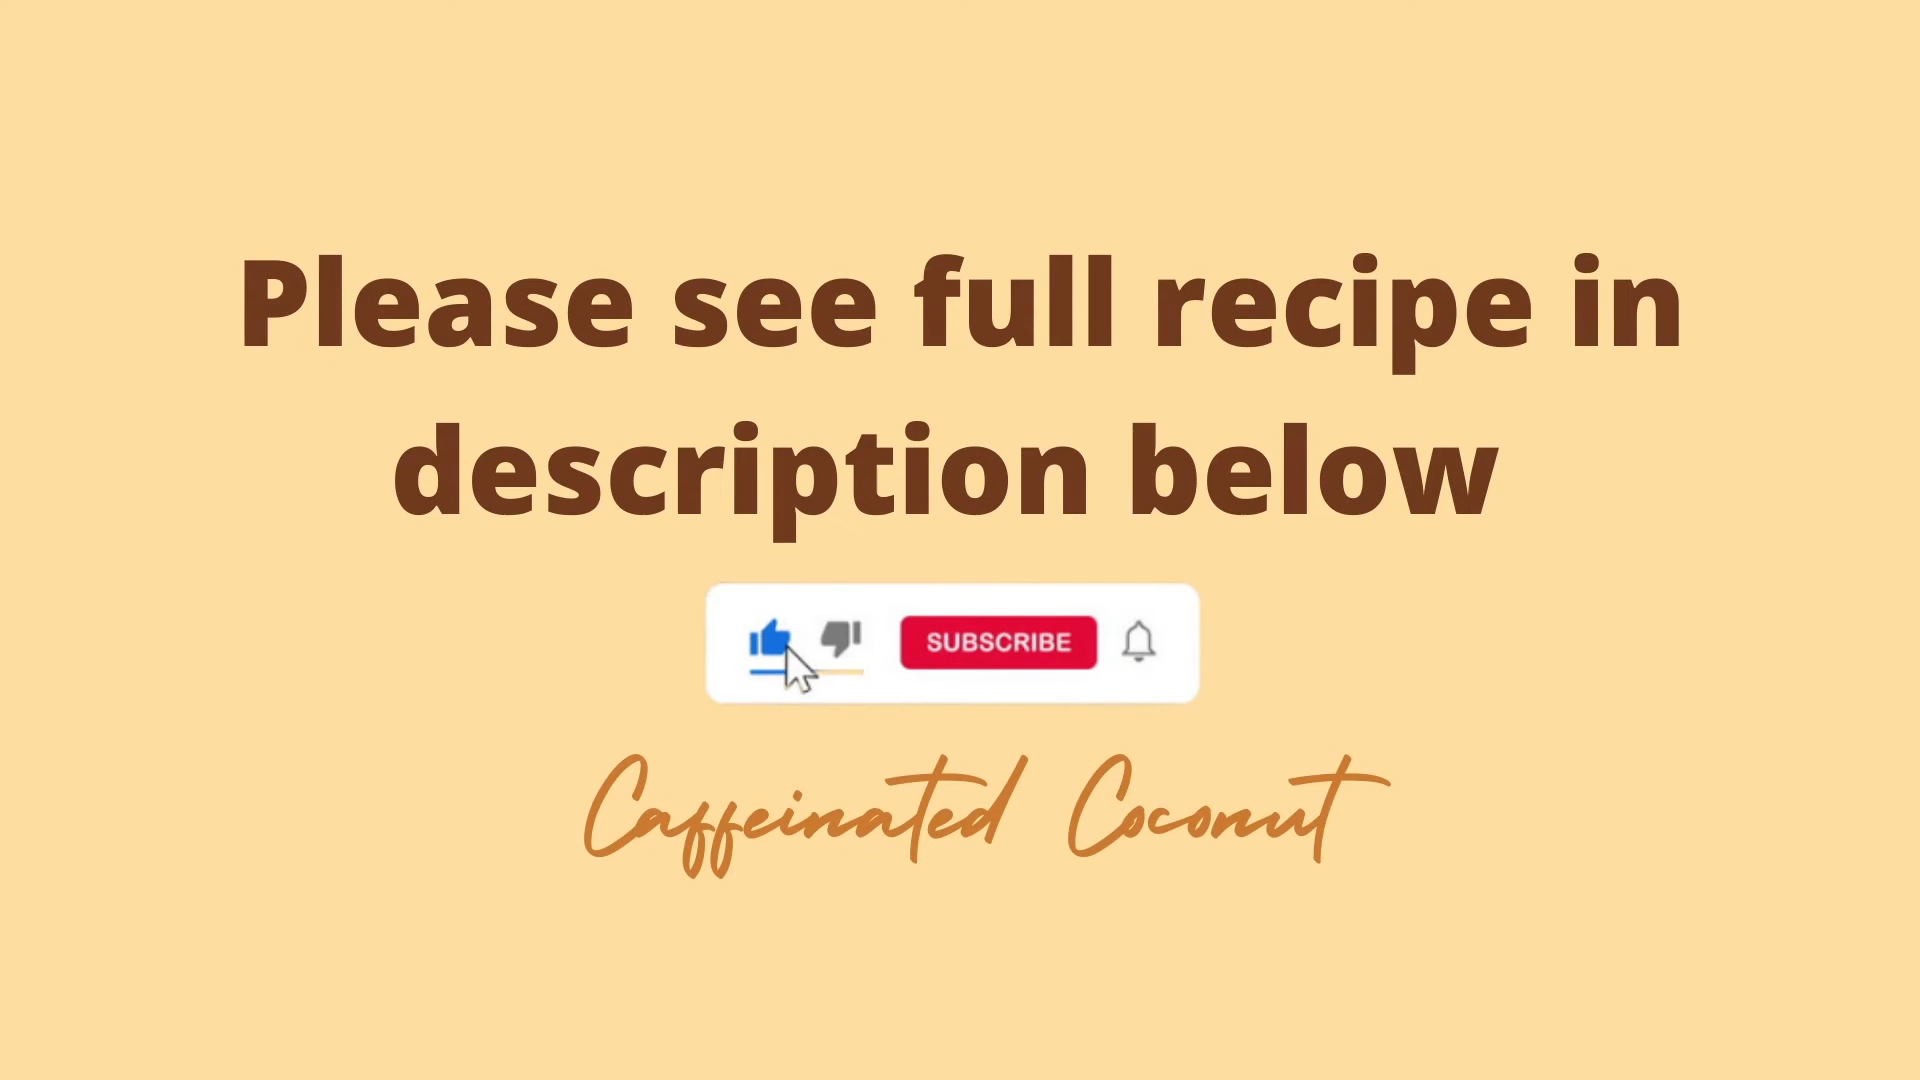 Please see full recipe in
description below
SUBSCRIBE
Caffeinated Coconut